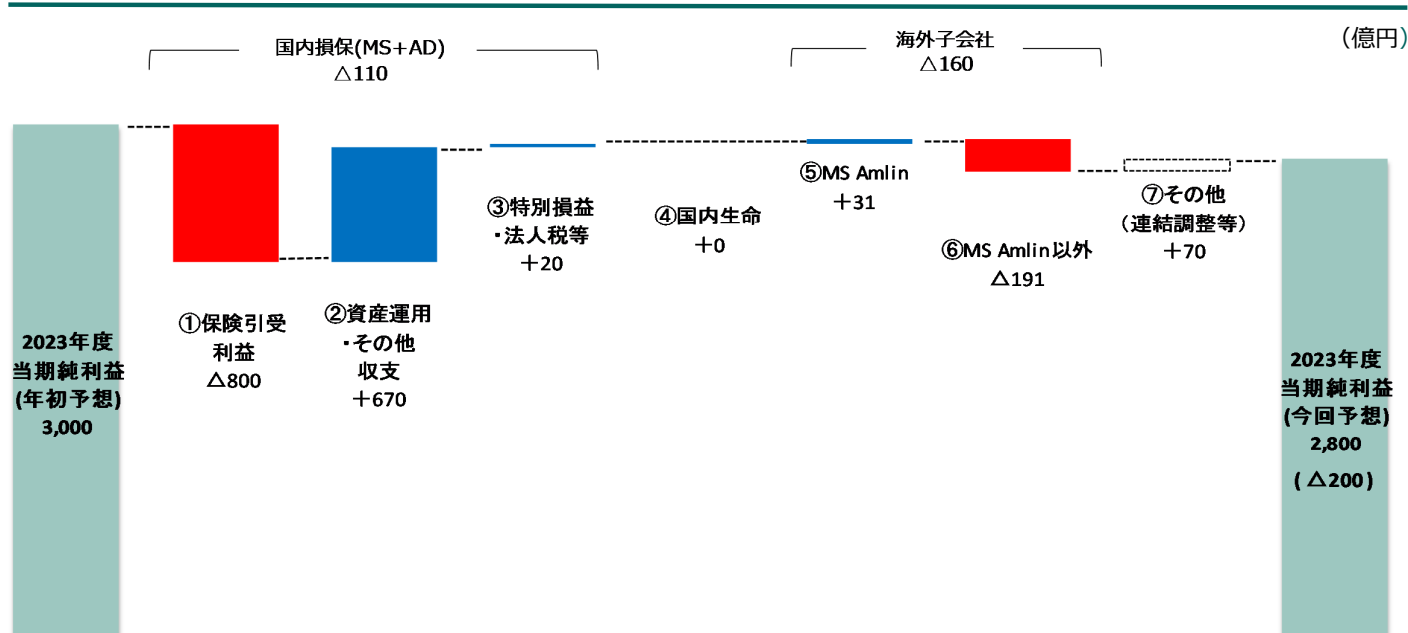 (億円)
国内損保(MS+AD)
△110
海外子会社
△160
2023年度
当期純利益
(年初予想)
3,000
①保険引受
利益
△800
②資産運用
・その他
収支
＋670
③特別損益
・法人税等
＋20
④国内生命
＋0
⑤MS Amlin
＋31
⑥MS Amlin以外
△191
⑦その他
(連結調整等)
＋70
2023年度
当期純利益
(今回予想)
2,800
( △200 )